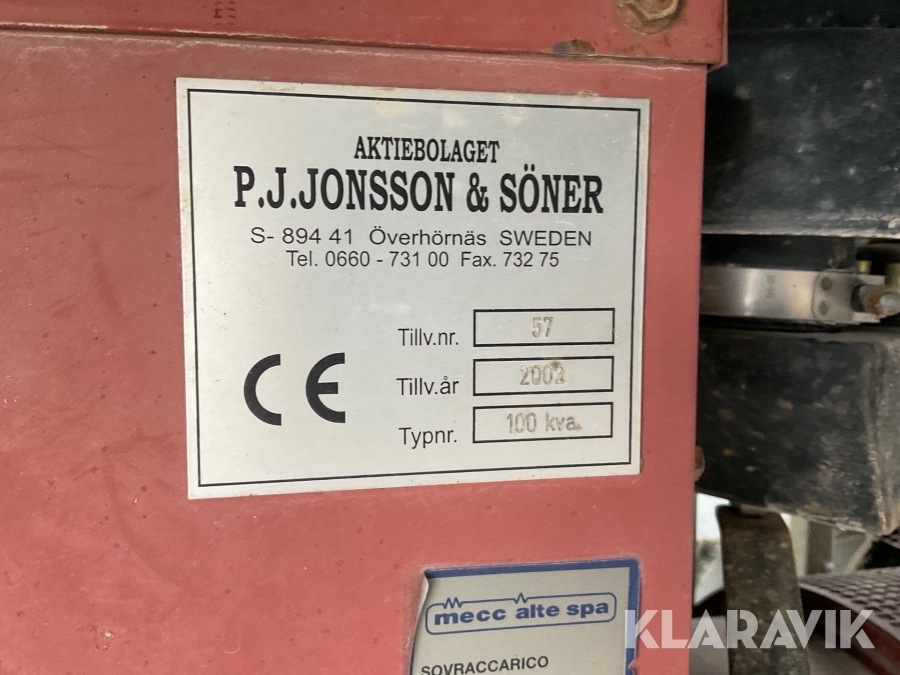 AKTIEBOLAGET
P.J.JONSSON & SÖNER
S- 894 41 Överhörnäs SWEDEN
Tel. 0660 - 731 00 Fax. 732 75
Tillv.nr. 57
CE
Tillv.år 2002
Typnr. 100 kva
mecc alte spa
SOVRACCARICO
KLARAVIK